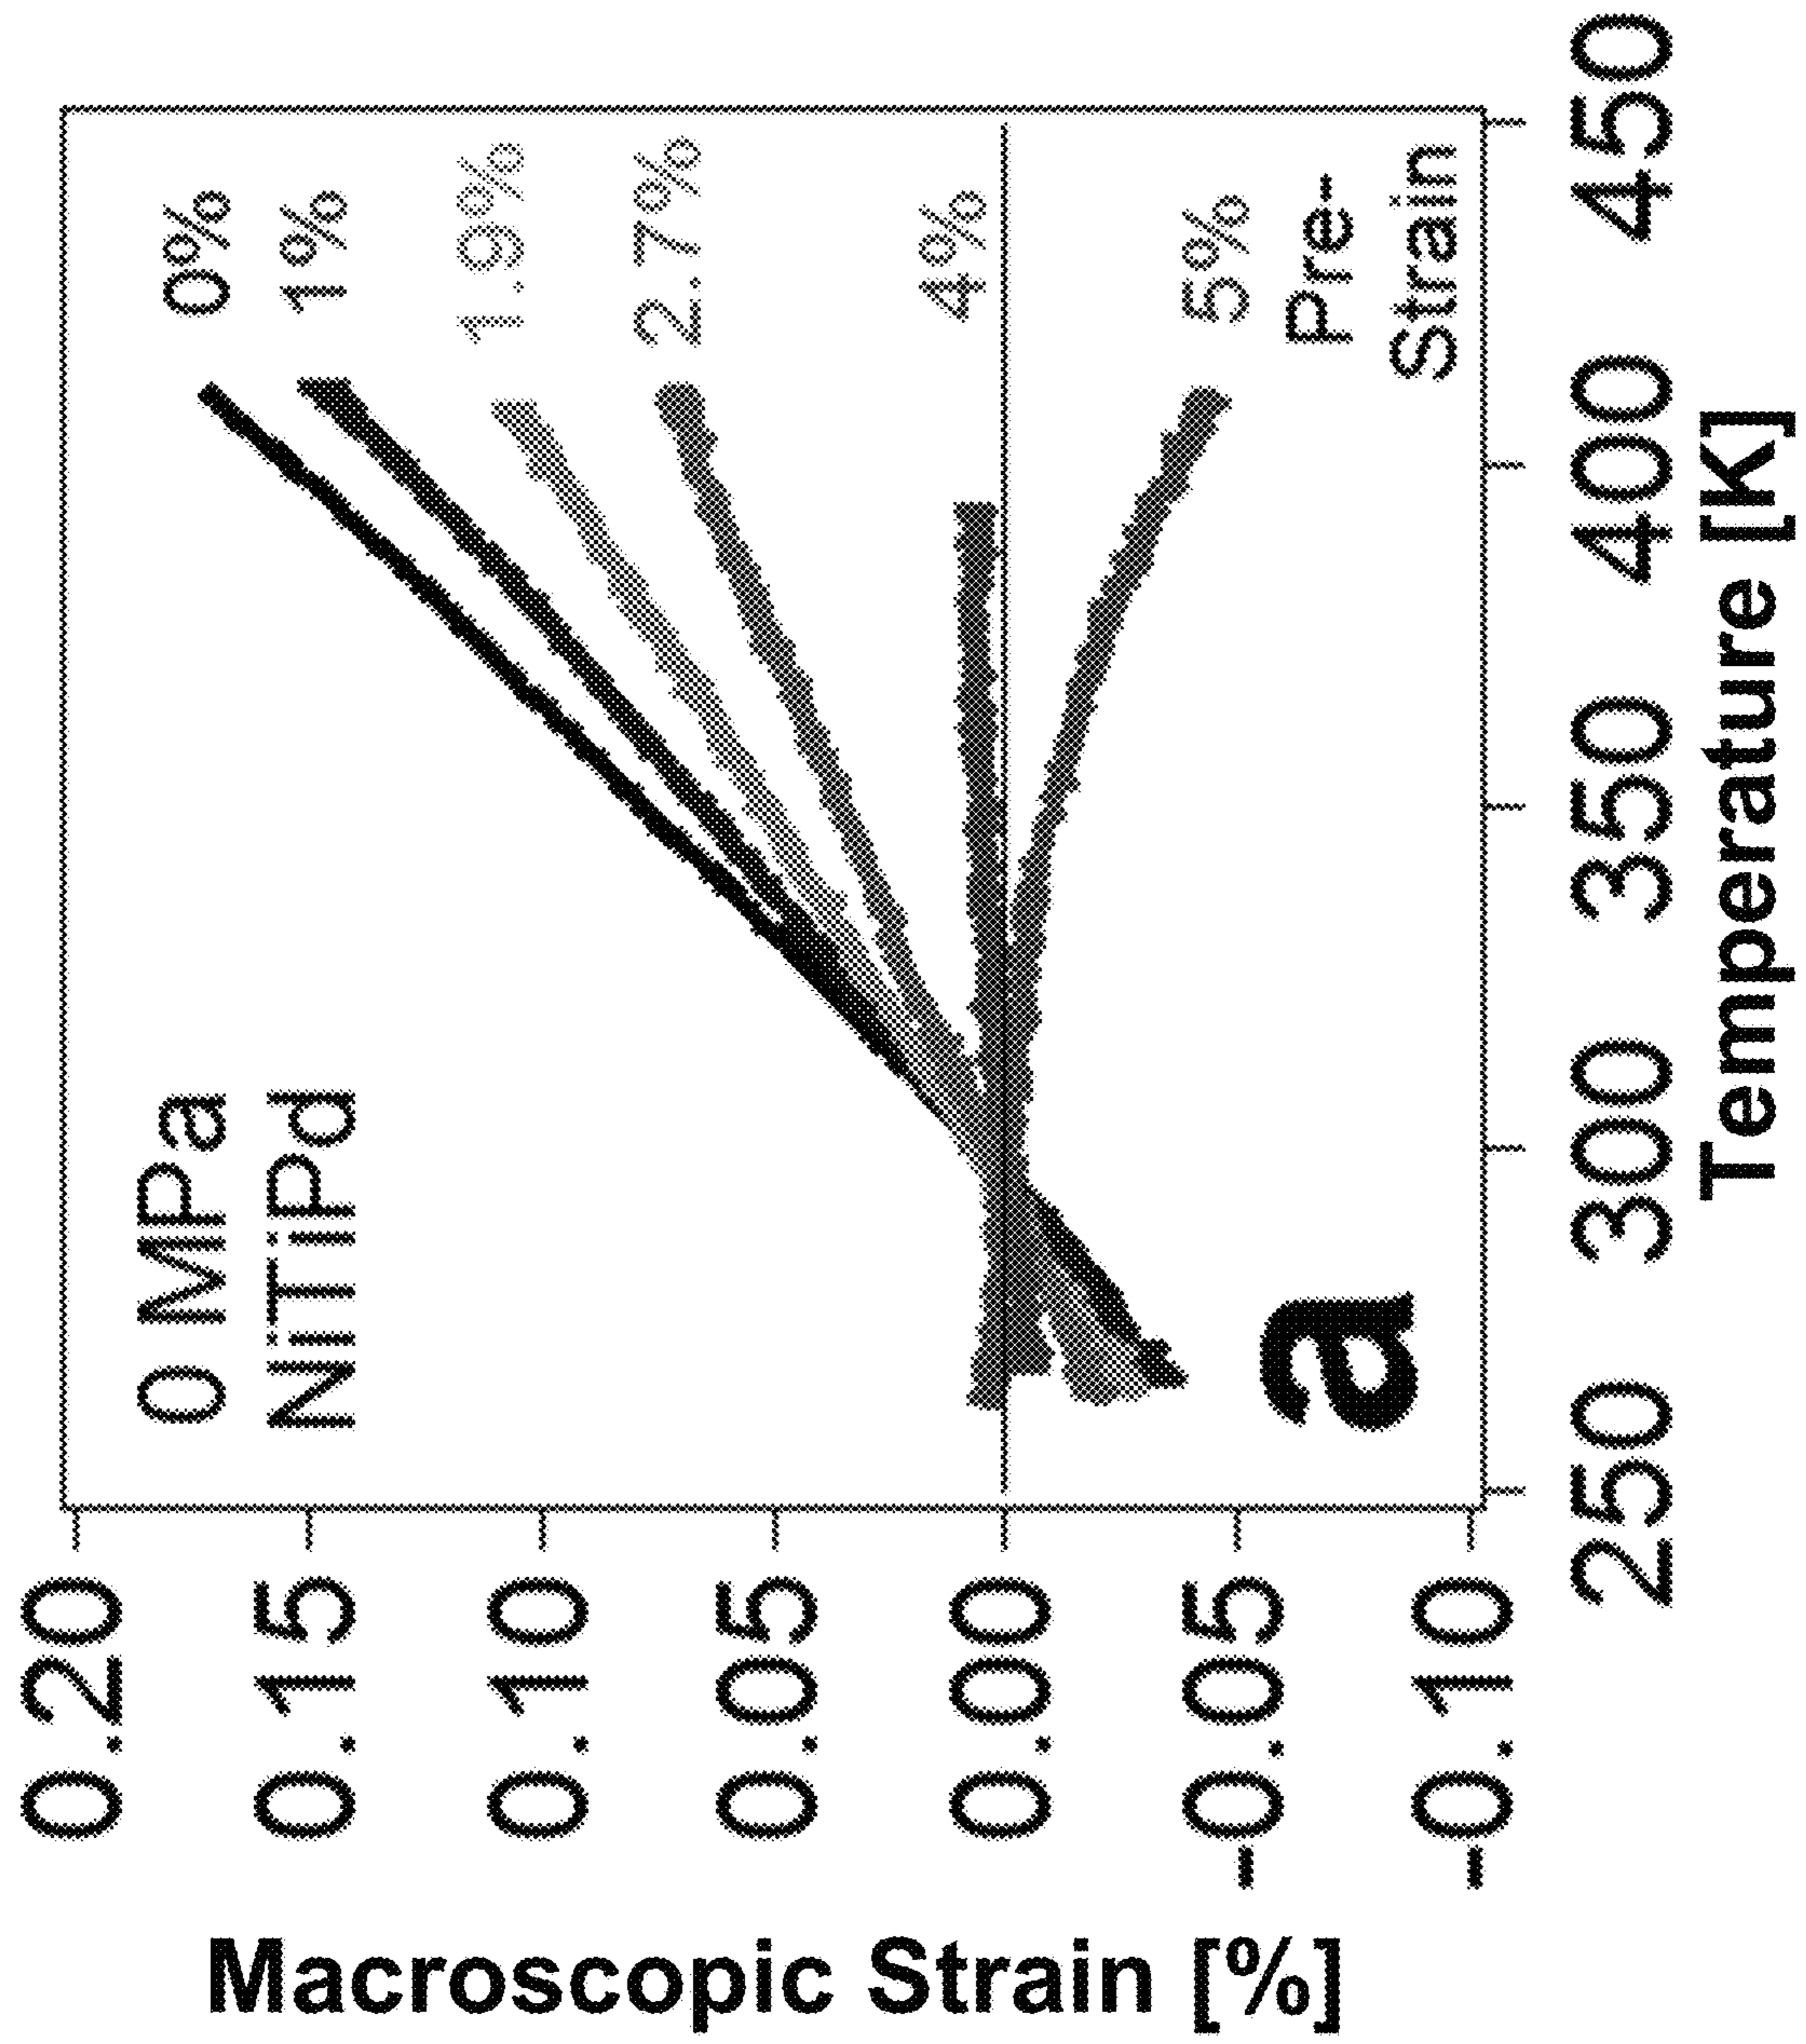 0 MPa
NiTiPd
0%
1%
1.9%
2.7%
4%
5%
Pre-
Strain
a
0.20
0.15
0.10
0.05
0.00
−0.05
−0.10
Macroscopic Strain [%]
250
300
350
400
450
Temperature [K]